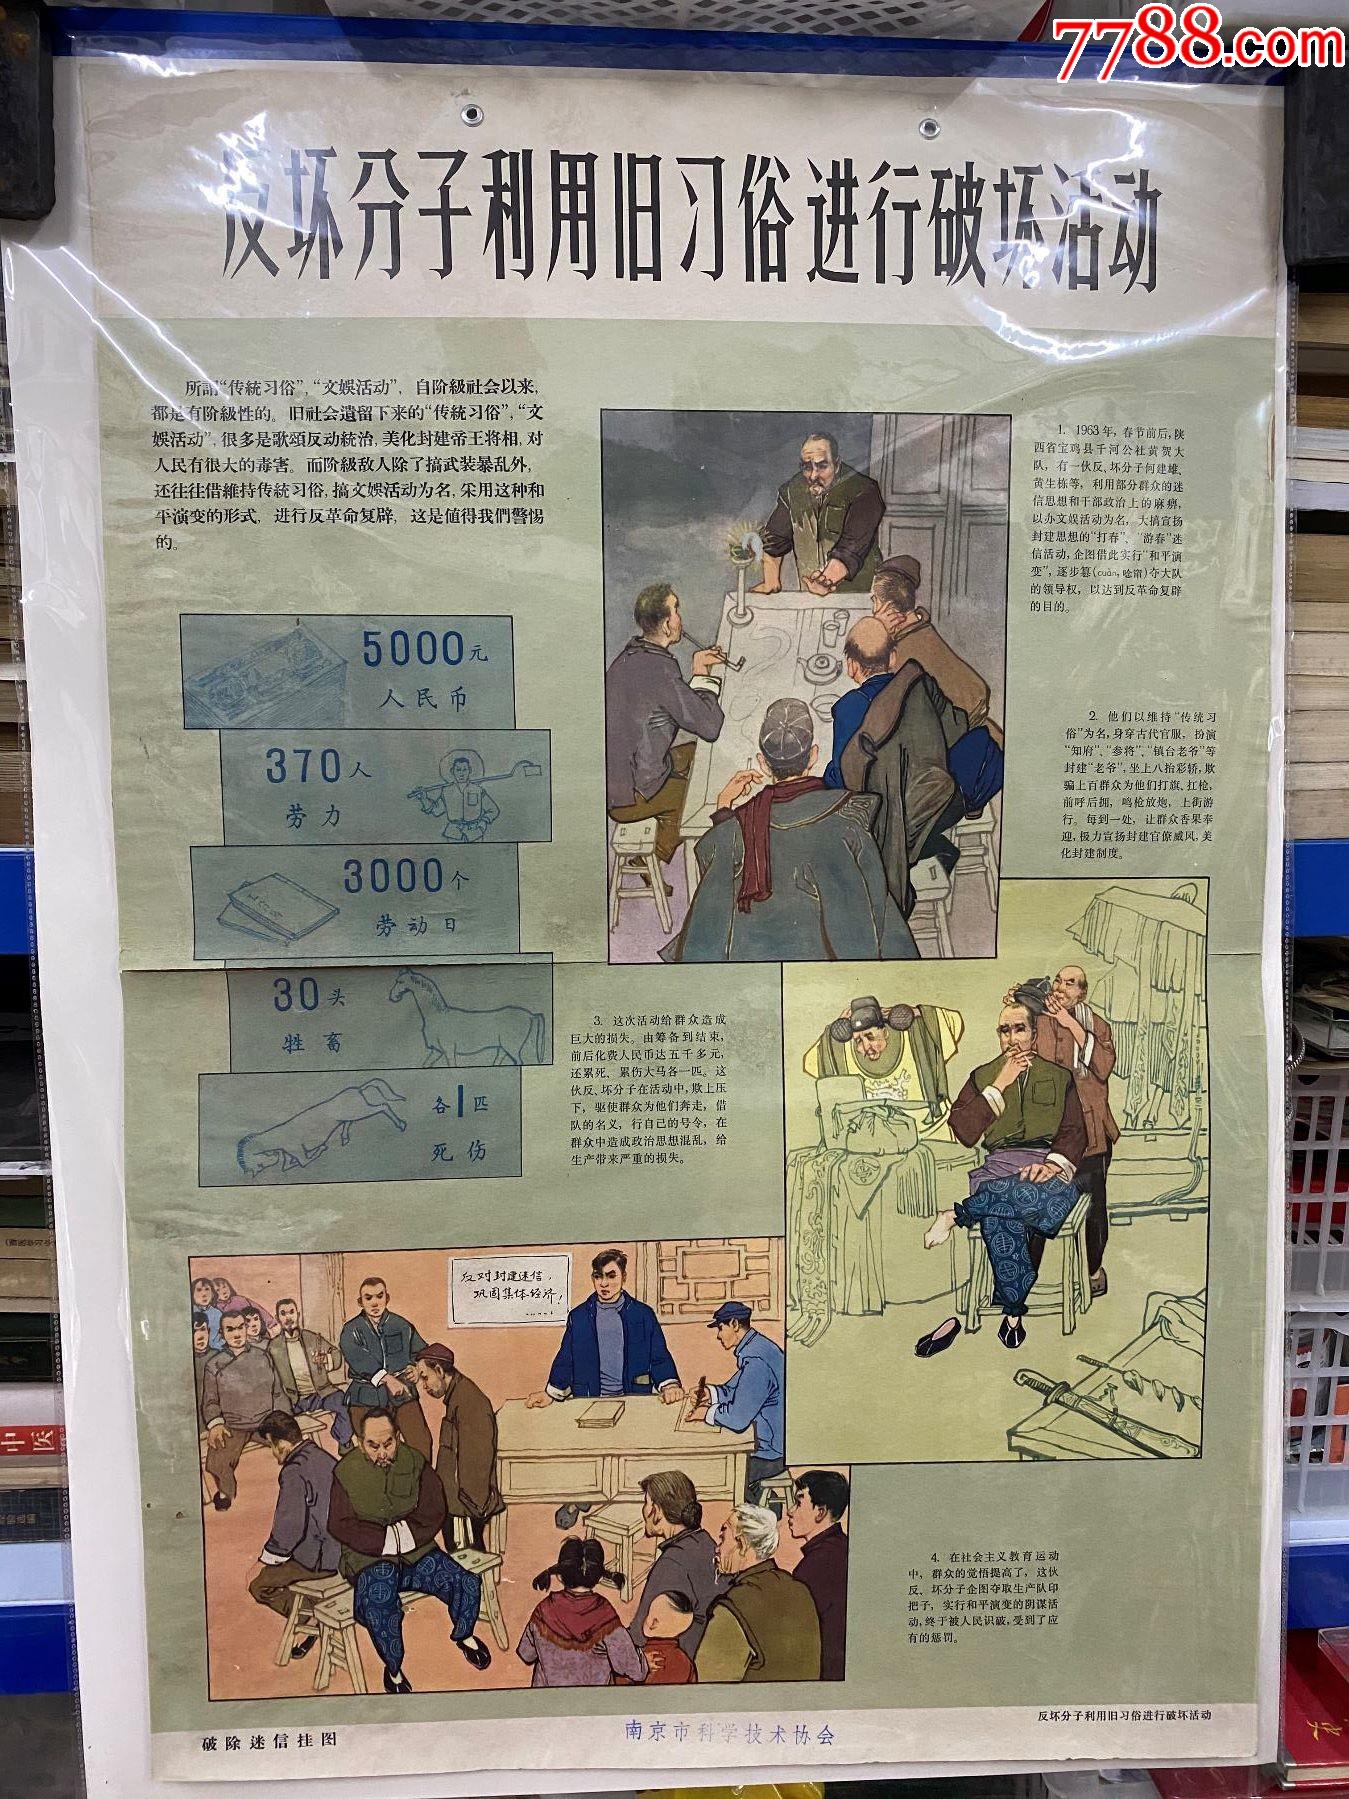 7788.com
反坏分子利用旧习俗进行破坏活动
所謂“传統习俗”，“文娱活动”，自阶級社会以来，
都是有阶級性的。旧社会遺留下来的“传統习俗”，“文
娱活动”，很多是歌頌反动統治，美化封建帝王将相，对
人民有很大的毒害。而阶級敌人除了搞武装暴乱外，
还往往借維持传統习俗，搞文娱活动为名，采用这种和
平演变的形式，进行反革命复辟，这是値得我們警惕
的。
5000元
人民币
370人
劳力
3000个
劳动日
30头
牲畜
各1匹
死伤
1. 1963年，春节前后，陕
西省宝鸡县千河公社黄贺大
队，有一伙反、坏分子何建雄、
黄生栋等，利用部分群众的迷
信思想和干部政治上的麻痹，
以办文娱活动为名，大搞宣扬
封建思想的“打春”、“游春”迷
信活动，企图借此实行“和平演
变”，逐步篡(cuàn，唸窜)夺大队
的领导权，以达到反革命复辟
的目的。
2. 他们以维持“传统习
俗”为名，身穿古代官服，扮演
“知府”、“参将”、“镇台老爷”等
封建“老爷”，坐上八抬彩轿，欺
骗上百群众为他们打旗、扛枪，
前呼后拥，鸣枪放炮，上街游
行。每到一处，让群众香果奉
迎，极力宣扬封建官僚威风，美
化封建制度。
3. 这次活动给群众造成
巨大的损失。由筹备到结束，
前后化费人民币达五千多元，
还累死、累伤大马各一匹。这
伙反、坏分子在活动中，欺上压
下，驱使群众为他们奔走，借
队的名义，行自己的号令，在
群众中造成政治思想混乱，给
生产带来严重的损失。
反对封建迷信，
巩固集体经济！
4. 在社会主义教育运动
中，群众的觉悟提高了，这伙
反、坏分子企图夺取生产队印
把子，实行和平演变的阴谋活
动，终于被人民识破，受到了应
有的惩罚。
破除迷信挂图
南京市科学技术协会
反坏分子利用旧习俗进行破坏活动
中医